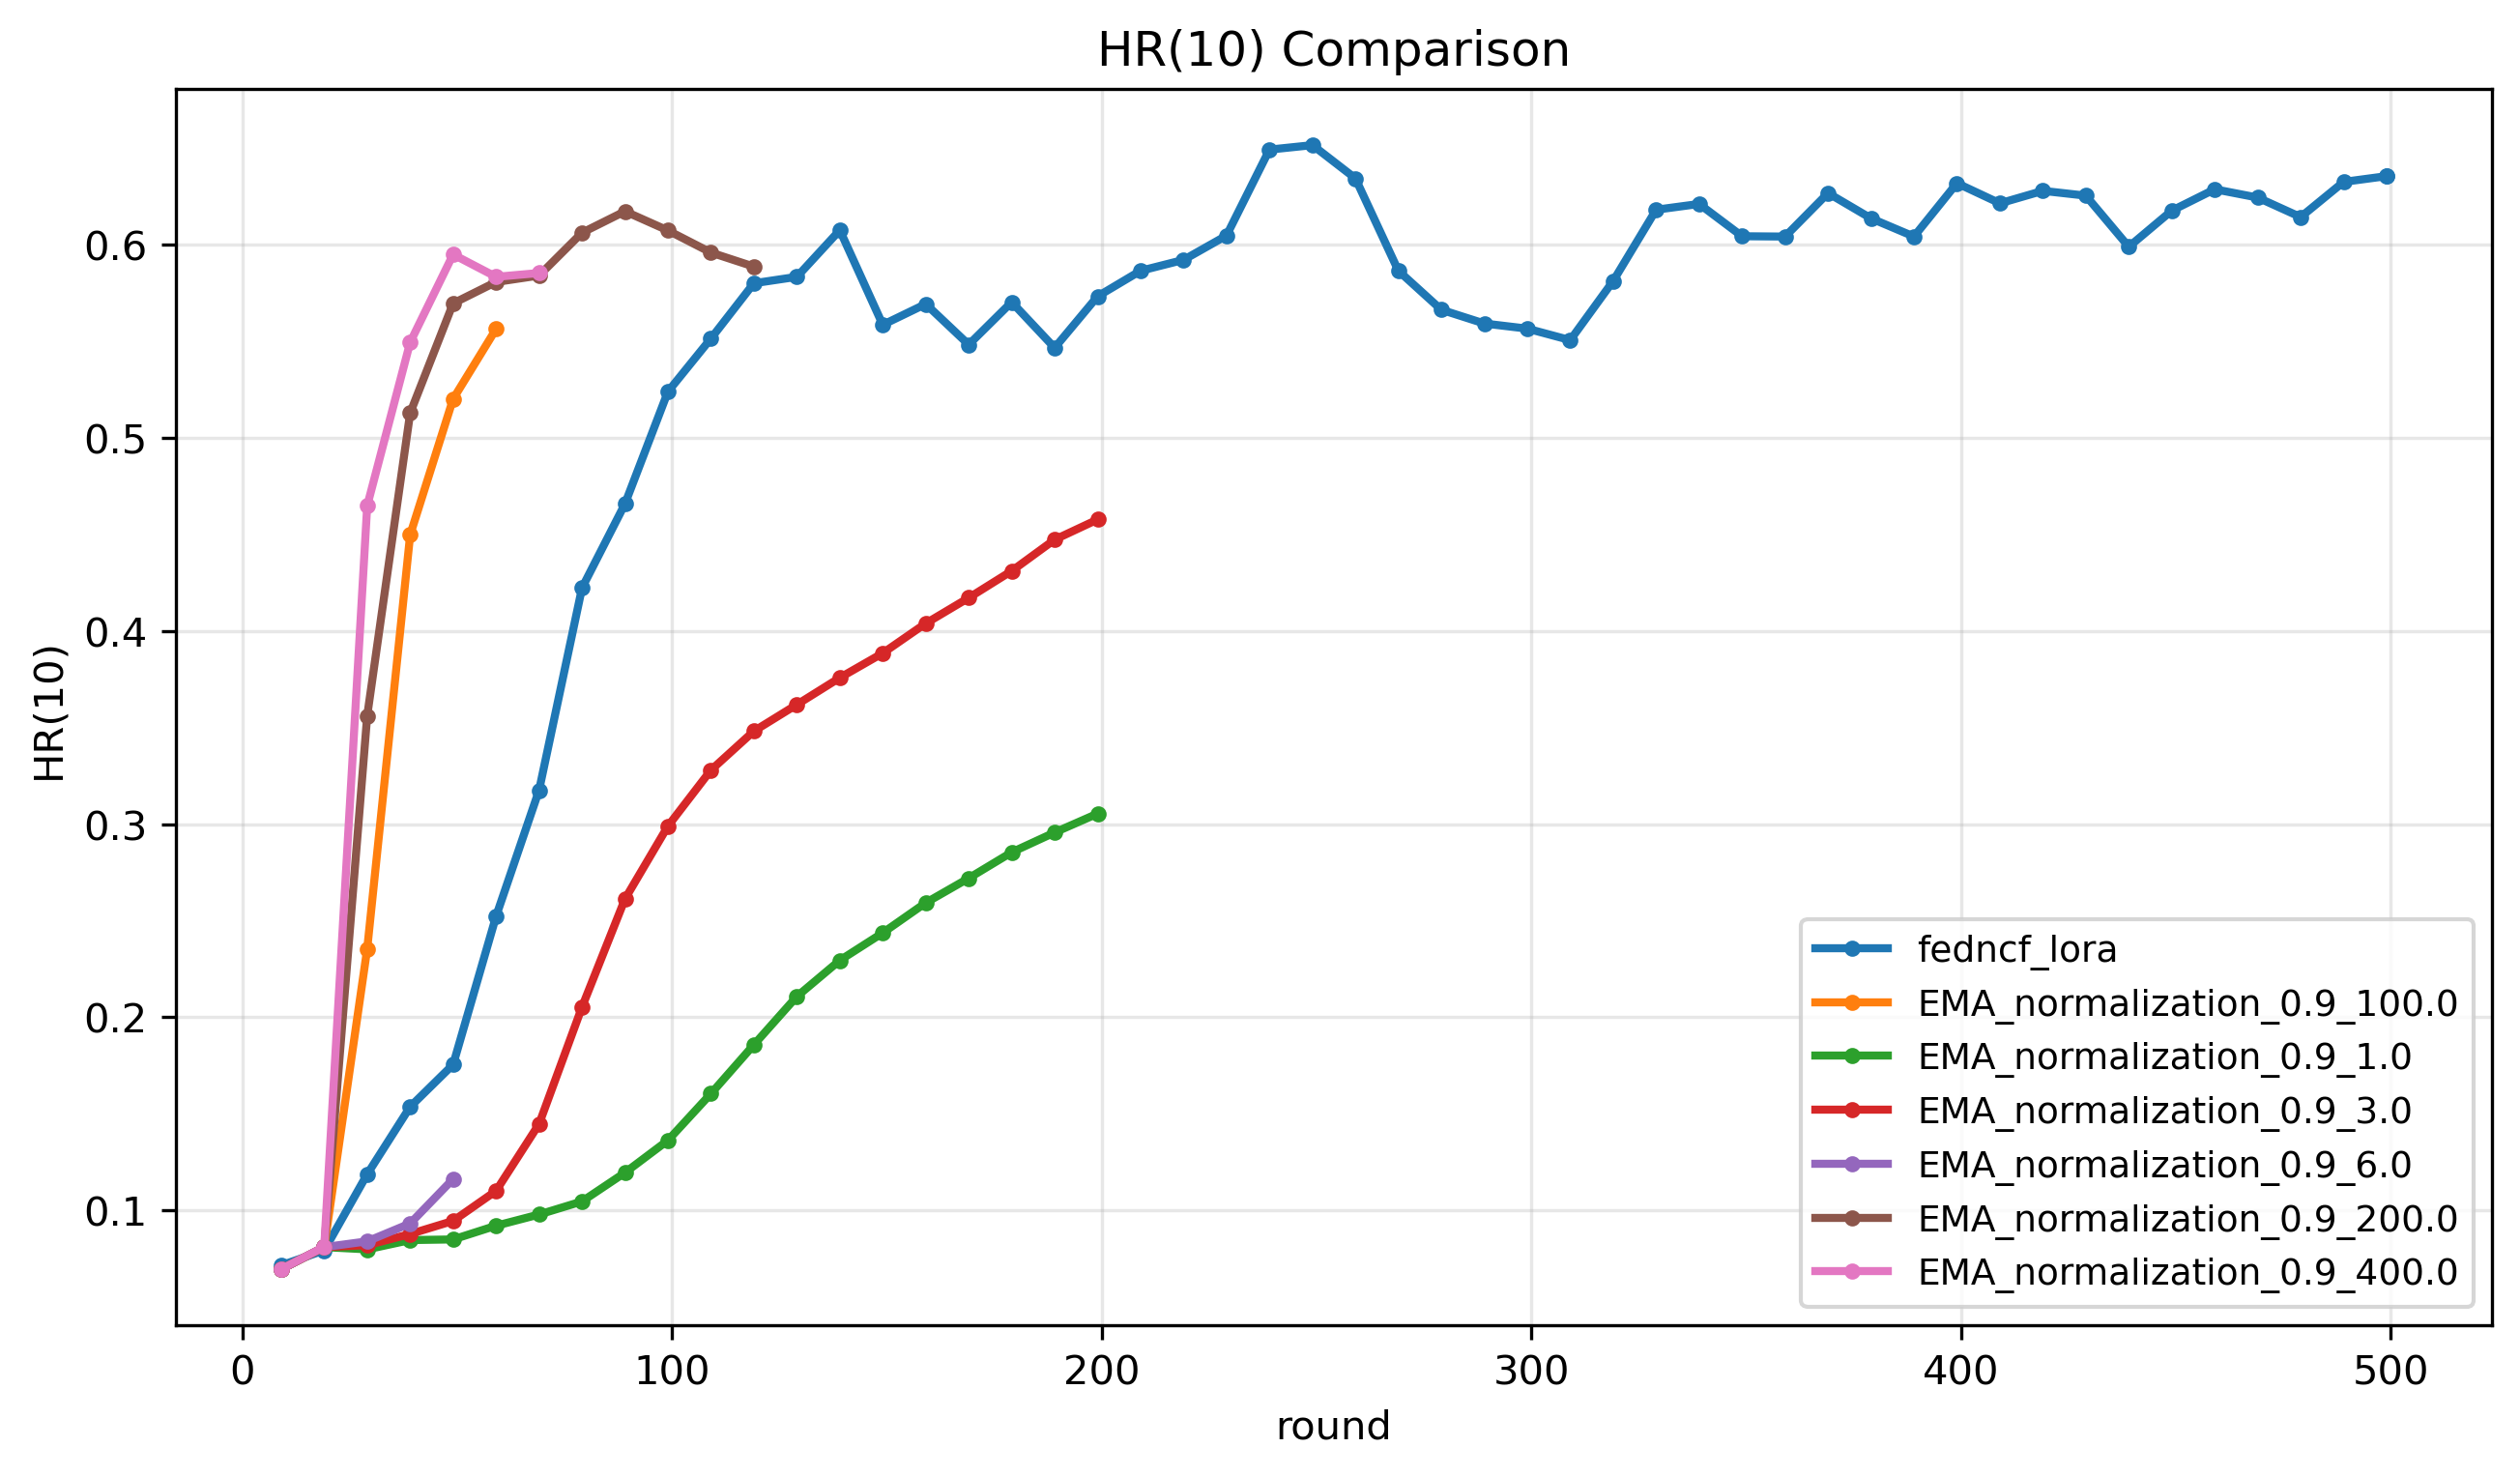 HR(10) Comparison
HR(10)
0.6
0.5
0.4
0.3
0.2
0.1
0 100 200 300 400 500
round
fedncf_lora
EMA_normalization_0.9_100.0
EMA_normalization_0.9_1.0
EMA_normalization_0.9_3.0
EMA_normalization_0.9_6.0
EMA_normalization_0.9_200.0
EMA_normalization_0.9_400.0